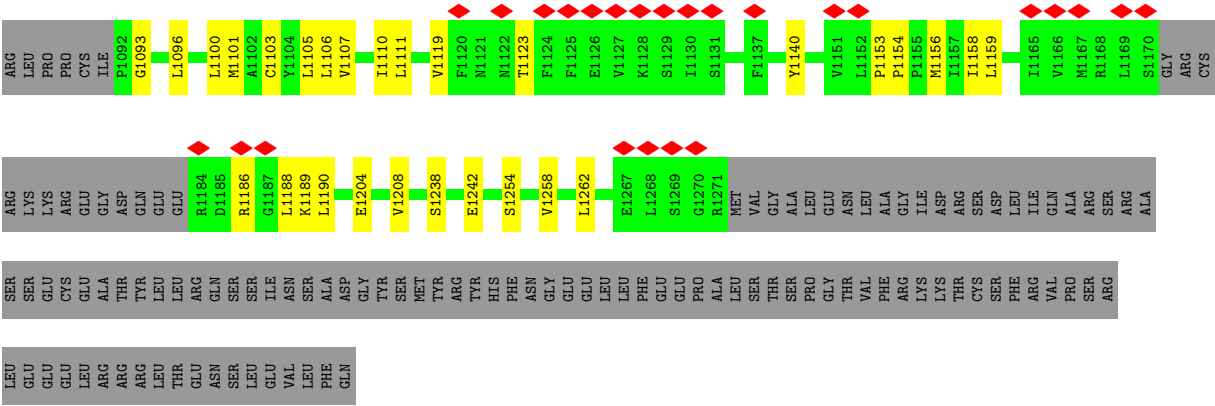 ARG LEU PRO PRO CYS ILE P1092 G1093 L1096 L1100 M1101 A1102 C1103 Y1104 L1105 L1106 V1107 I1110 L1111 V1119 F1120 N1121 N1122 T1123 F1124 F1125 E1126 V1127 K1128 S1129 I1130 S1131 F1137 Y1140 V1151 L1152 P1153 P1154 P1155 M1156 I1157 I1158 L1159 I1165 V1166 M1167 R1168 L1169 S1170 GLY ARG CYS
ARG LYS LYS ARG GLU GLY ASP GLN GLU GLU R1184 D1185 R1186 G1187 L1188 K1189 L1190 E1204 V1208 S1238 E1242 S1254 V1258 L1262 E1267 L1268 S1269 G1270 R1271 MET VAL GLY ALA LEU GLU ASN LEU ALA GLY ILE ASP ARG SER ASP LEU ILE GLN ALA ARG SER ARG ALA
SER SER GLU CYS GLU ALA THR TYR LEU LEU ARG GLN SER SER ILE ASN SER ALA ASP GLY TYR SER MET TYR ARG TYR HIS PHE ASN GLY GLU GLU LEU LEU PHE GLU GLU PRO ALA LEU SER THR SER PRO GLY THR VAL PHE ARG LYS LYS THR CYS SER PHE ARG VAL PRO SER ARG
LEU GLU GLU GLU GLU LEU ARG ARG ARG LEU THR GLU ASN SER LEU GLU VAL LEU PHE GLN